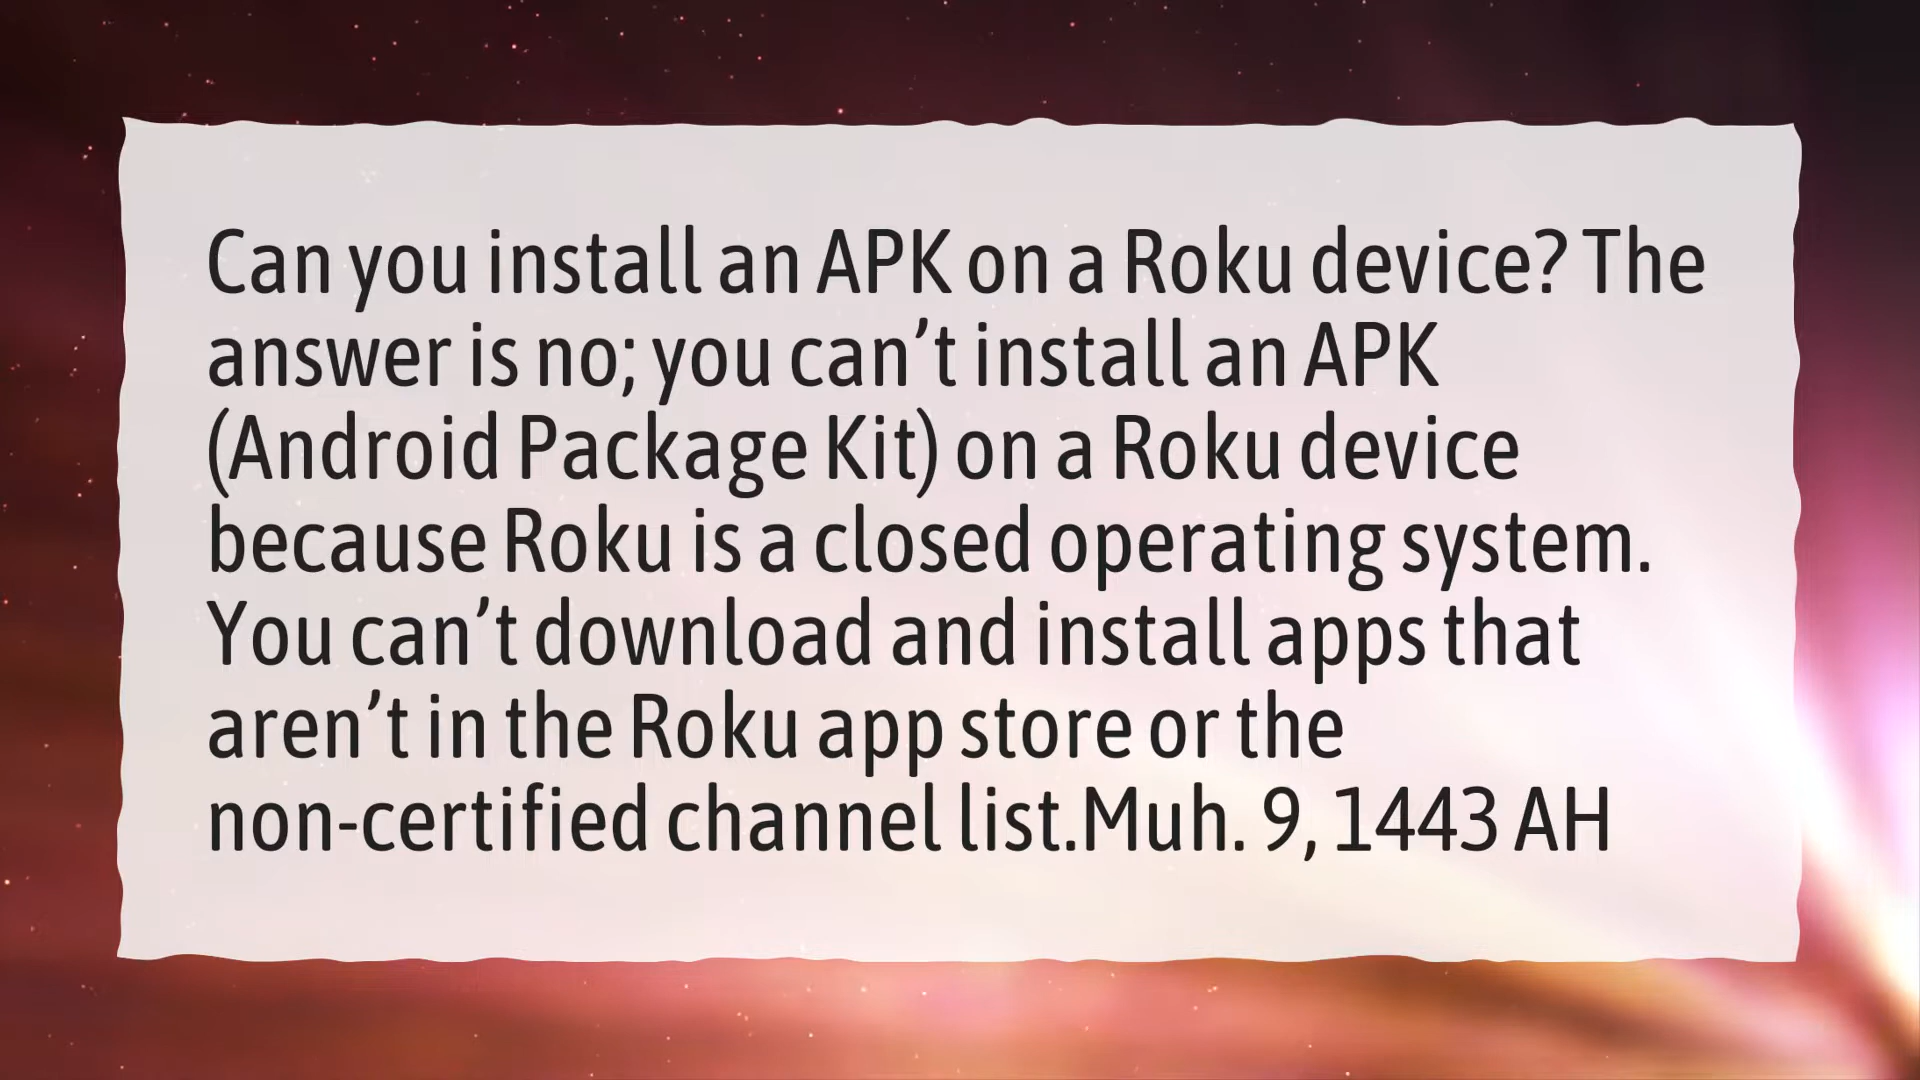 Can you install an APK on a Roku device? The
answer is no; you can’t install an APK
(Android Package Kit) on a Roku device
because Roku is a closed operating system.
You can’t download and install apps that
aren’t in the Roku app store or the
non-certified channel list.Muh. 9, 1443 AH